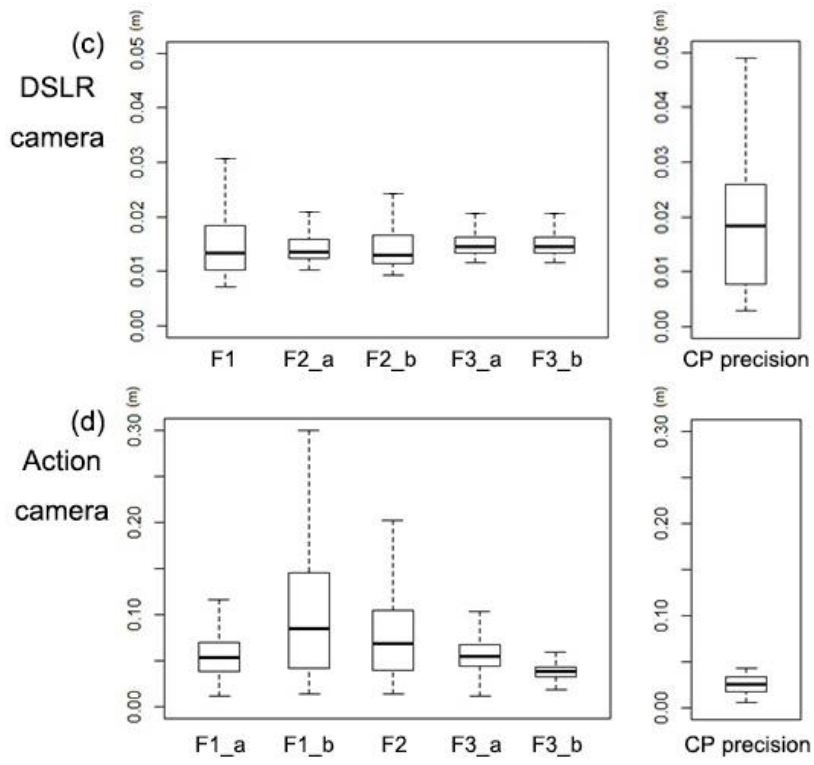 (c)
DSLR
camera
(m)
0.05
0.04
0.03
0.02
0.01
0.00
F1 F2_a F2_b F3_a F3_b
(m)
0.05
0.04
0.03
0.02
0.01
0.00
CP precision
(d)
Action
camera
(m)
0.30
0.20
0.10
0.00
F1_a F1_b F2 F3_a F3_b
(m)
0.30
0.20
0.10
0.00
CP precision